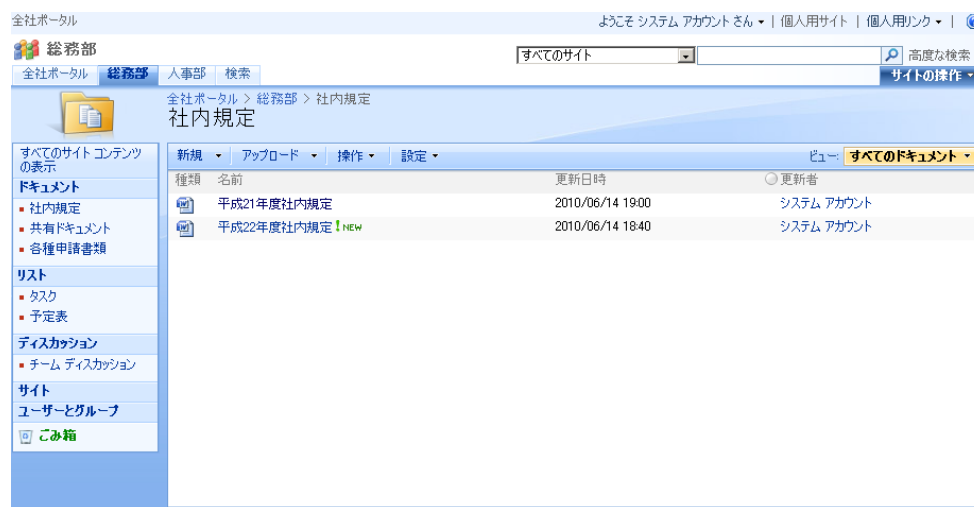 全社ポータル
ようこそ システム アカウント さん ▾ | 個人用サイト | 個人用リンク ▾ |
総務部
すべてのサイト
高度な検索
全社ポータル 総務部 人事部 検索
サイトの操作 ▾
全社ポータル > 総務部 > 社内規定
社内規定
すべてのサイト コンテンツ
の表示
新規 ▾ アップロード ▾ 操作 ▾ 設定 ▾
ビュー: すべてのドキュメント ▾
種類 名前 更新日時 更新者
平成21年度社内規定 2010/06/14 19:00 システム アカウント
平成22年度社内規定 ! NEW 2010/06/14 18:40 システム アカウント
ドキュメント
社内規定
共有ドキュメント
各種申請書類
リスト
タスク
予定表
ディスカッション
チーム ディスカッション
サイト
ユーザーとグループ
ごみ箱